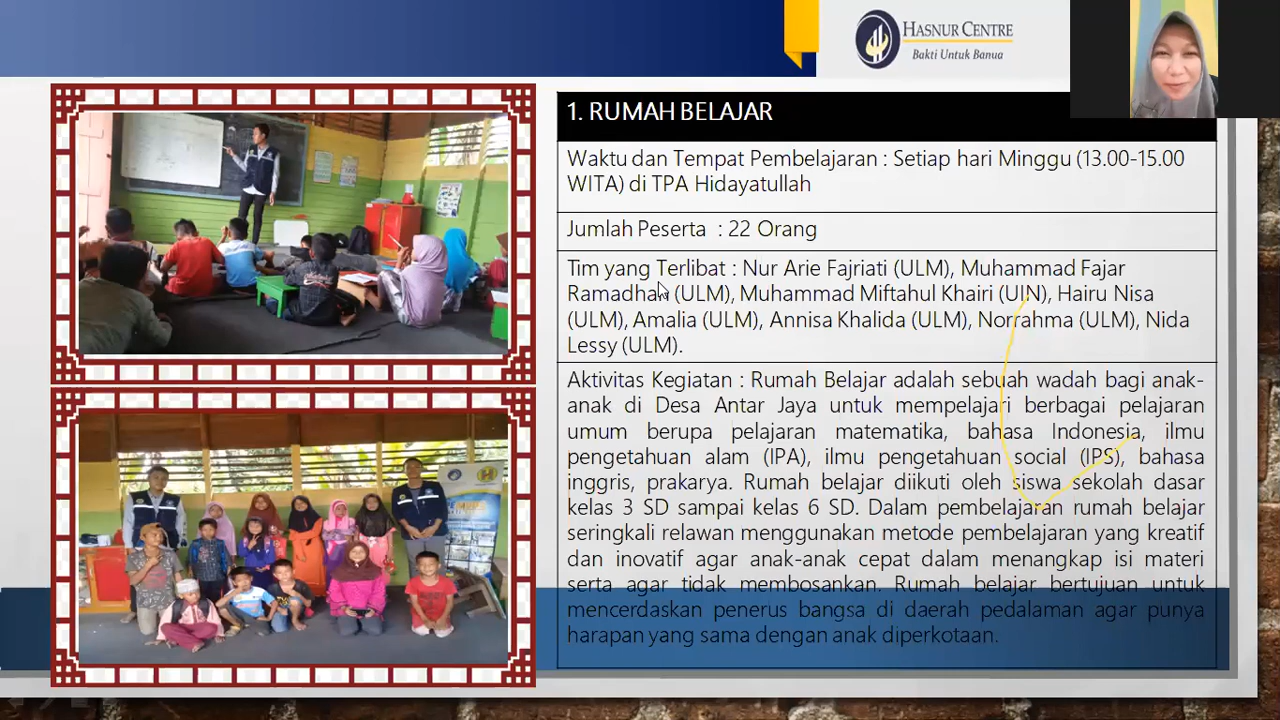 HASNUR CENTRE
Bakti Untuk Banua
1. RUMAH BELAJAR
Waktu dan Tempat Pembelajaran : Setiap hari Minggu (13.00-15.00
WITA) di TPA Hidayatullah
Jumlah Peserta : 22 Orang
Tim yang Terlibat : Nur Arie Fajriati (ULM), Muhammad Fajar
Ramadhan (ULM), Muhammad Miftahul Khairi (UIN), Hairu Nisa
(ULM), Amalia (ULM), Annisa Khalida (ULM), Norrahma (ULM), Nida
Lessy (ULM).
Aktivitas Kegiatan : Rumah Belajar adalah sebuah wadah bagi anak-
anak di Desa Antar Jaya untuk mempelajari berbagai pelajaran
umum berupa pelajaran matematika, bahasa Indonesia, ilmu
pengetahuan alam (IPA), ilmu pengetahuan social (IPS), bahasa
inggris, prakarya. Rumah belajar diikuti oleh siswa sekolah dasar
kelas 3 SD sampai kelas 6 SD. Dalam pembelajaran rumah belajar
seringkali relawan menggunakan metode pembelajaran yang kreatif
dan inovatif agar anak-anak cepat dalam menangkap isi materi
serta agar tidak membosankan. Rumah belajar bertujuan untuk
mencerdaskan penerus bangsa di daerah pedalaman agar punya
harapan yang sama dengan anak diperkotaan.